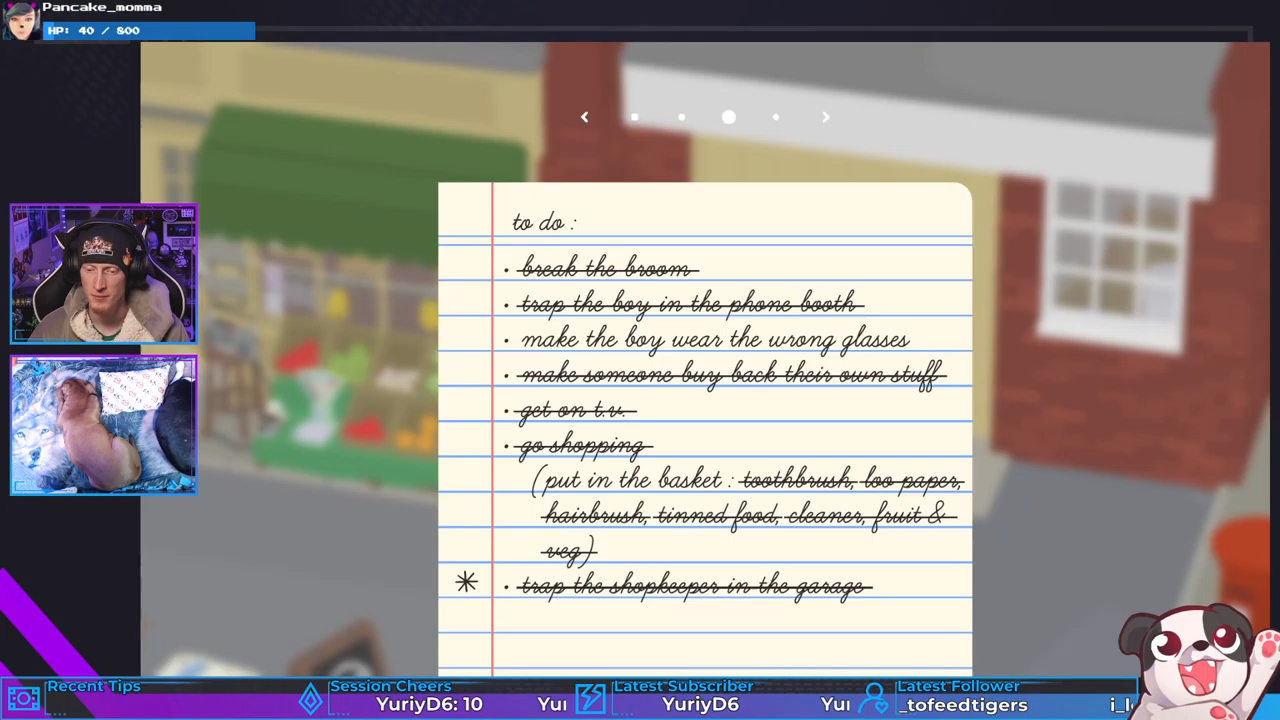 Pancake_momma
HP: 40 / 800
to do :
• break the broom
• trap the boy in the phone booth
• make the boy wear the wrong glasses
• make someone buy back their own stuff
• get on t.v.
• go shopping
(put in the basket : toothbrush, loo paper,
hairbrush, tinned food, cleaner, fruit &
veg)
• trap the shopkeeper in the garage
Recent Tips
Session Cheers
YuriyD6: 10
Yu
Latest Subscriber
YuriyD6
Yu
Latest Follower
_tofeedtigers